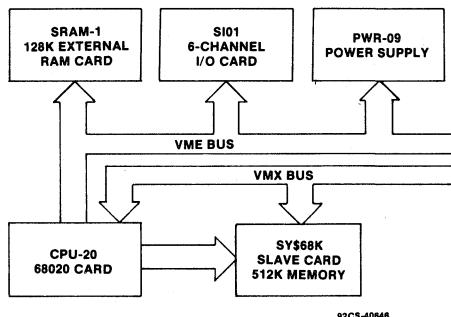 SRAM-1
128K EXTERNAL
RAM CARD
SI01
6-CHANNEL
I/O CARD
PWR-09
POWER SUPPLY
VME BUS
VMX BUS
CPU-20
68020 CARD
SY$68K
SLAVE CARD
512K MEMORY
92CS-40646